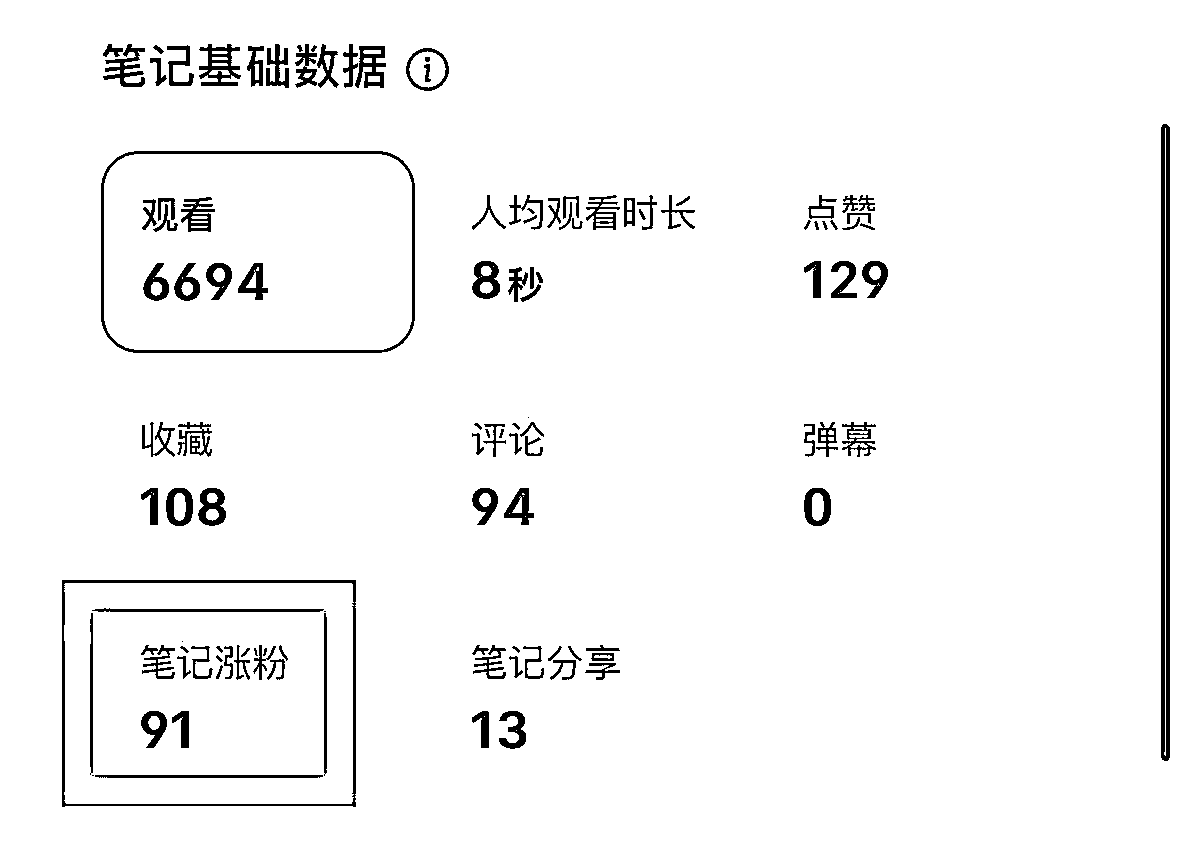 笔记基础数据
观看 人均观看时长 点赞
6694 8秒 129
收藏 评论 弹幕
108 94 0
笔记涨粉 笔记分享
91 13